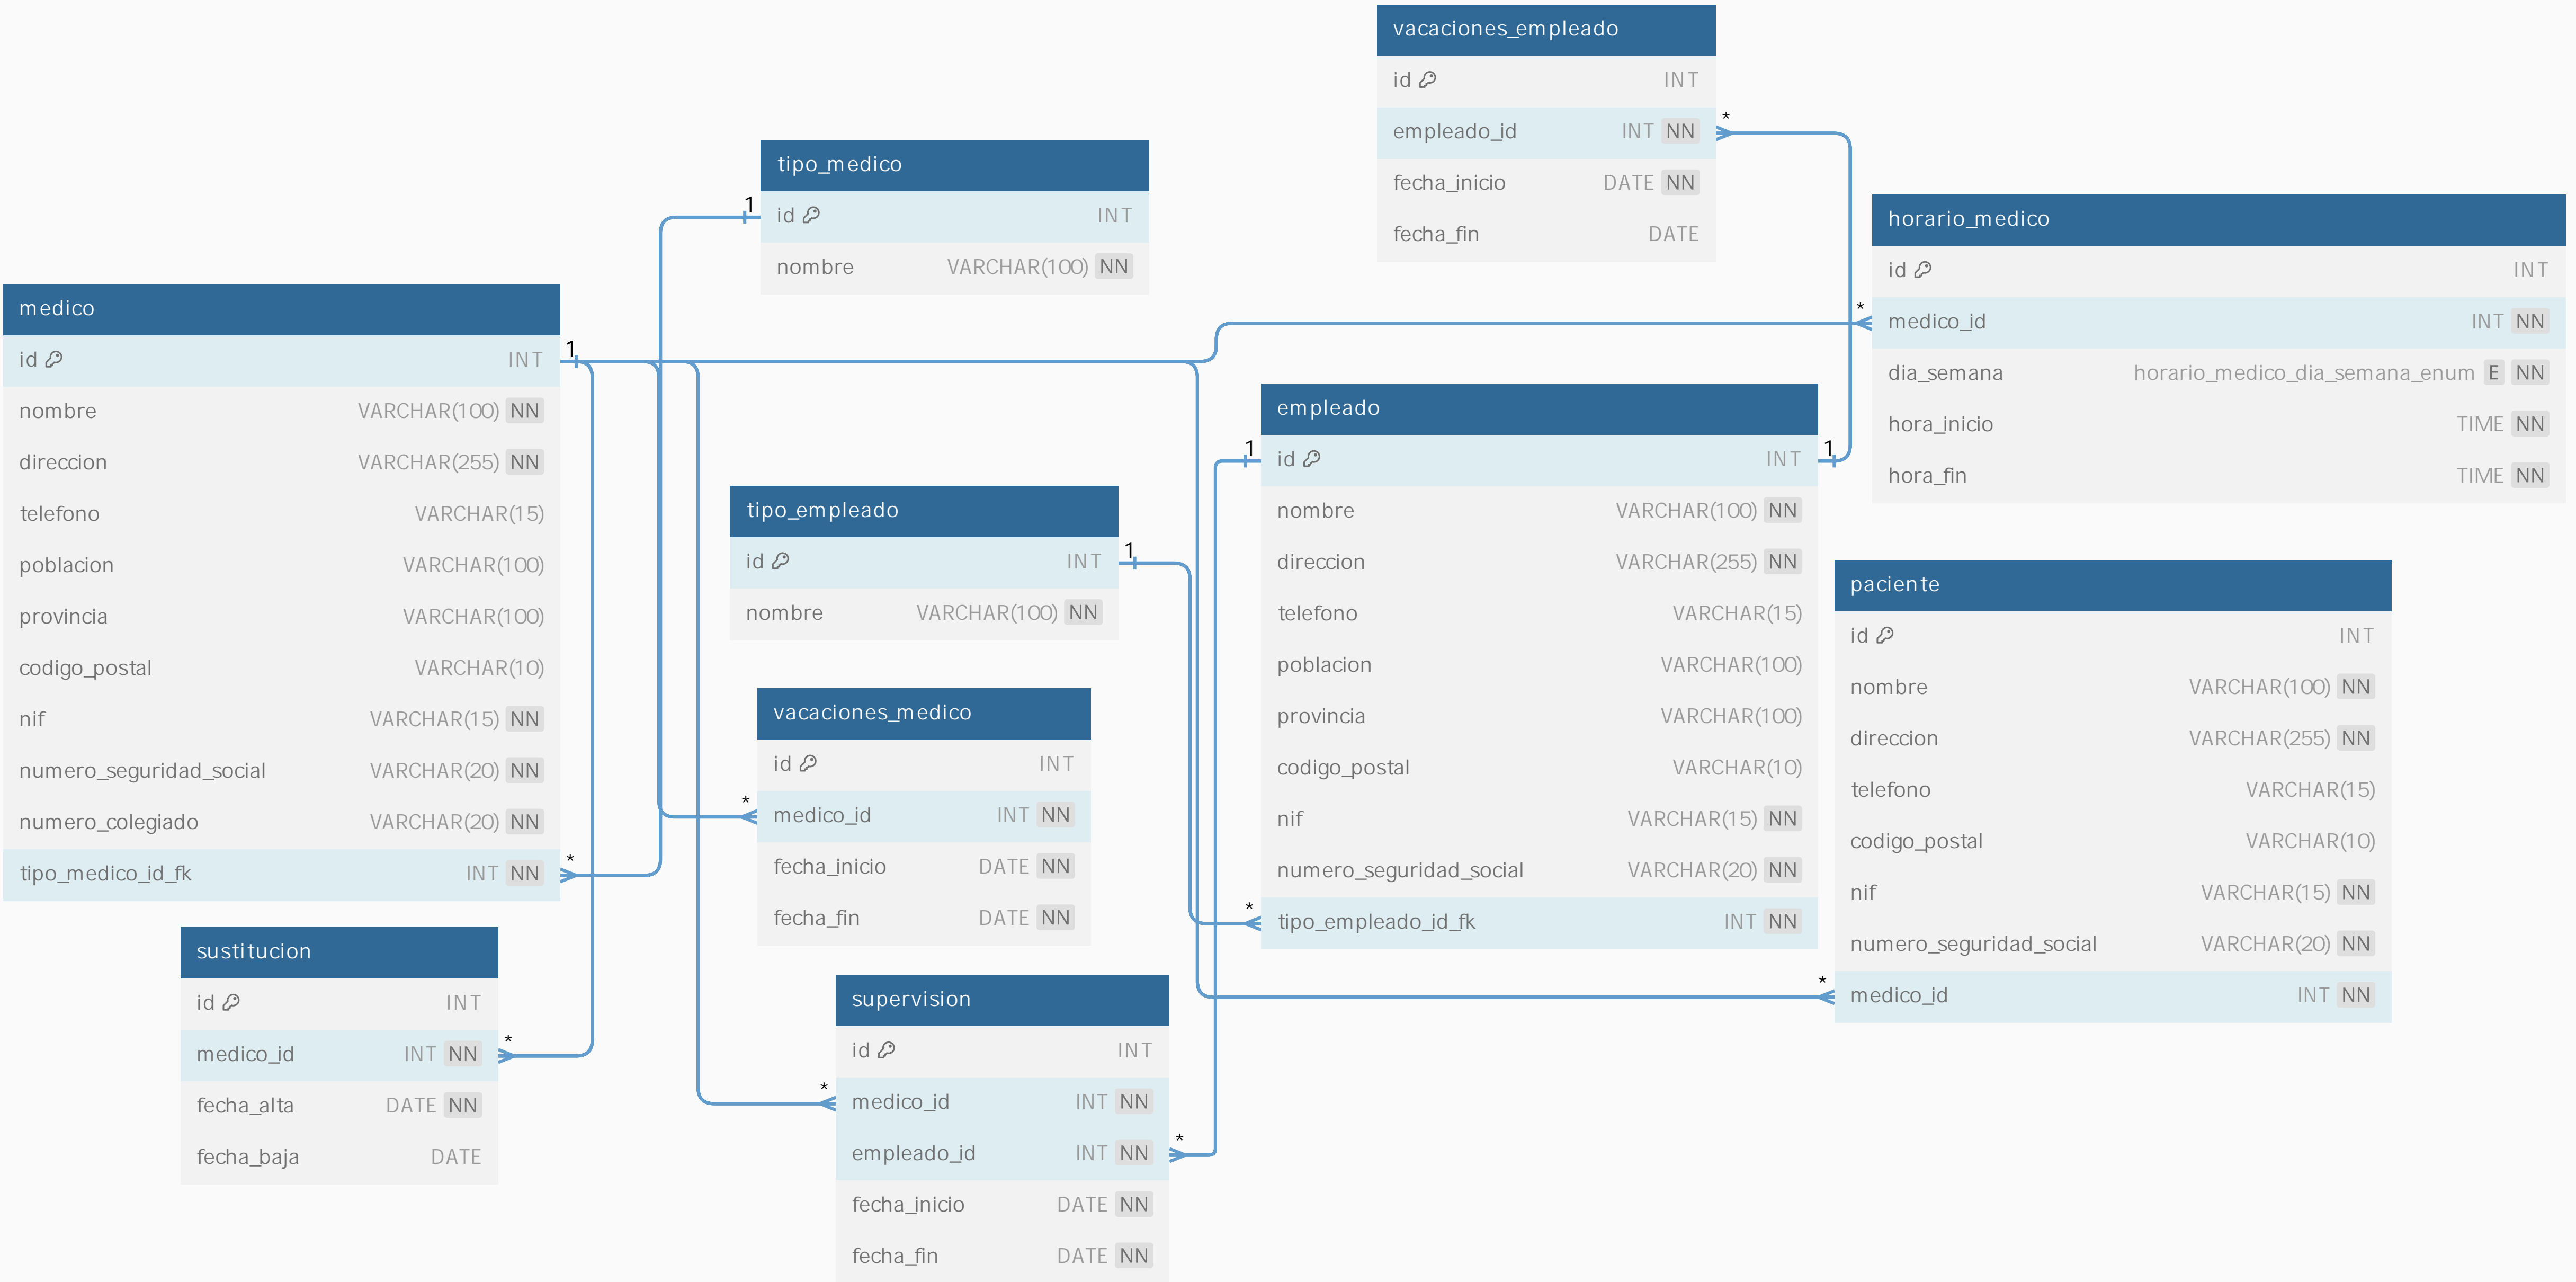 vacaciones_empleado
id INT
empleado_id INT NN
fecha_inicio DATE NN
fecha_fin DATE
*
tipo_medico
id INT
nombre VARCHAR(100) NN
1
horario_medico
id INT
medico_id INT NN
dia_semana horario_medico_dia_semana_enum E NN
hora_inicio TIME NN
hora_fin TIME NN
*
medico
id INT
nombre VARCHAR(100) NN
direccion VARCHAR(255) NN
telefono VARCHAR(15)
poblacion VARCHAR(100)
provincia VARCHAR(100)
codigo_postal VARCHAR(10)
nif VARCHAR(15) NN
numero_seguridad_social VARCHAR(20) NN
numero_colegiado VARCHAR(20) NN
tipo_medico_id_fk INT NN
1
*
tipo_empleado
id INT
nombre VARCHAR(100) NN
1
empleado
id INT
nombre VARCHAR(100) NN
direccion VARCHAR(255) NN
telefono VARCHAR(15)
poblacion VARCHAR(100)
provincia VARCHAR(100)
codigo_postal VARCHAR(10)
nif VARCHAR(15) NN
numero_seguridad_social VARCHAR(20) NN
tipo_empleado_id_fk INT NN
1
1
*
paciente
id INT
nombre VARCHAR(100) NN
direccion VARCHAR(255) NN
telefono VARCHAR(15)
codigo_postal VARCHAR(10)
nif VARCHAR(15) NN
numero_seguridad_social VARCHAR(20) NN
medico_id INT NN
*
vacaciones_medico
id INT
medico_id INT NN
fecha_inicio DATE NN
fecha_fin DATE NN
*
sustitucion
id INT
medico_id INT NN
fecha_alta DATE NN
fecha_baja DATE
*
supervision
id INT
medico_id INT NN
empleado_id INT NN
fecha_inicio DATE NN
fecha_fin DATE NN
*
*